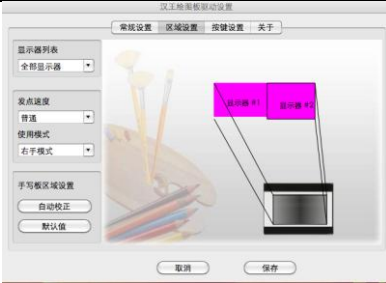 汉王绘图板驱动设置
常规设置 区域设置 按键设置 关于
显示器列表
全部显示器
显示器 #1 显示器 #2
发点速度
普通
使用模式
右手模式
手写板区域设置
自动校正
默认值
取消 保存